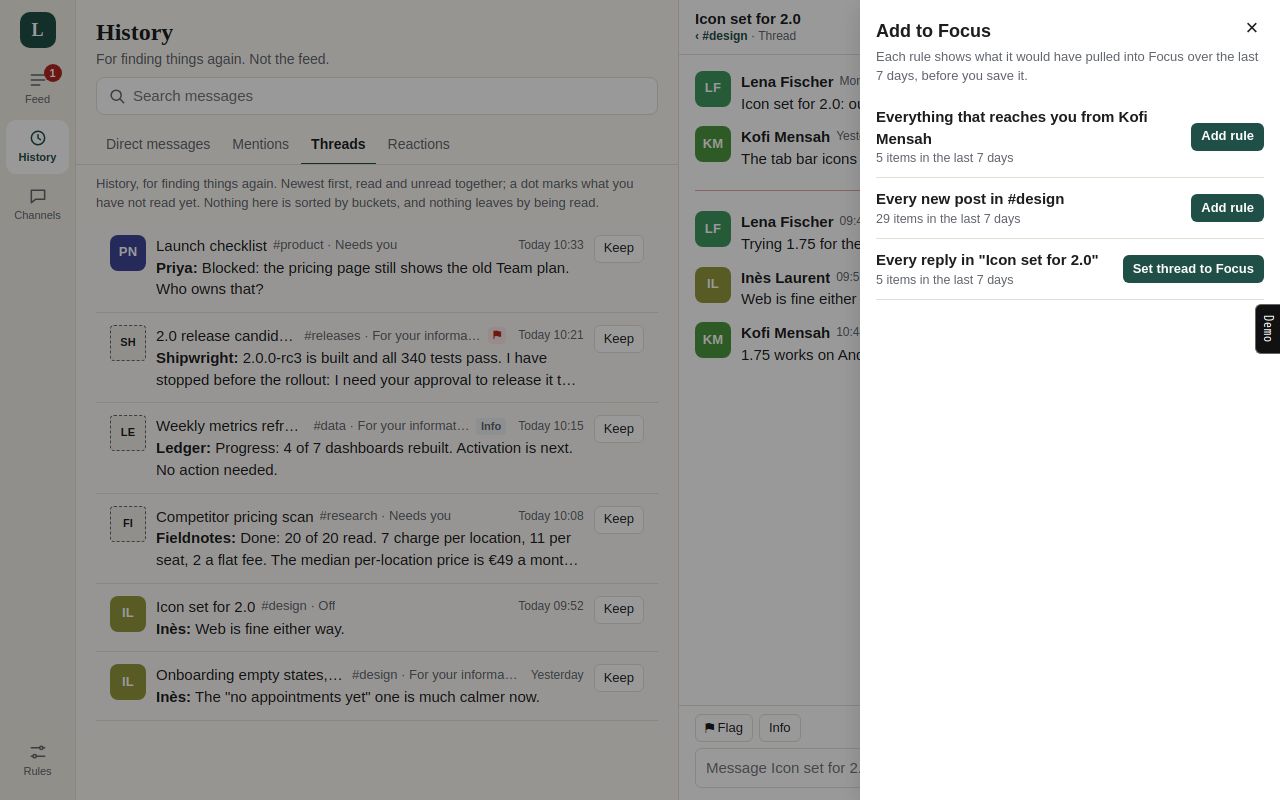 L
1
Feed
History
Channels
Rules
History
For finding things again. Not the feed.
Search messages
Direct messages Mentions Threads Reactions
History, for finding things again. Newest first, read and unread together; a dot marks what you
have not read yet. Nothing here is sorted by buckets, and nothing leaves by being read.
PN
Launch checklist #product · Needs you Today 10:33 Keep
Priya: Blocked: the pricing page still shows the old Team plan.
Who owns that?
SH
2.0 release candid… #releases · For your informa… Today 10:21 Keep
Shipwright: 2.0.0-rc3 is built and all 340 tests pass. I have
stopped before the rollout: I need your approval to release it t…
LE
Weekly metrics refr… #data · For your informat… Info Today 10:15 Keep
Ledger: Progress: 4 of 7 dashboards rebuilt. Activation is next.
No action needed.
FI
Competitor pricing scan #research · Needs you Today 10:08 Keep
Fieldnotes: Done: 20 of 20 read. 7 charge per location, 11 per
seat, 2 a flat fee. The median per-location price is €49 a mont…
IL
Icon set for 2.0 #design · Off Today 09:52 Keep
Inès: Web is fine either way.
IL
Onboarding empty states,… #design · For your informa… Yesterday Keep
Inès: The "no appointments yet" one is much calmer now.
Icon set for 2.0
‹ #design · Thread
LF
Lena Fischer Mon
Icon set for 2.0: ou
KM
Kofi Mensah Yest
The tab bar icons
LF
Lena Fischer 09:4
Trying 1.75 for the
IL
Inès Laurent 09:5
Web is fine either
KM
Kofi Mensah 10:4
1.75 works on And
Flag Info
Message Icon set for 2.
Add to Focus
Each rule shows what it would have pulled into Focus over the last
7 days, before you save it.
Everything that reaches you from Kofi
Mensah
5 items in the last 7 days
Add rule
Every new post in #design
29 items in the last 7 days
Add rule
Every reply in "Icon set for 2.0"
5 items in the last 7 days
Set thread to Focus
Demo